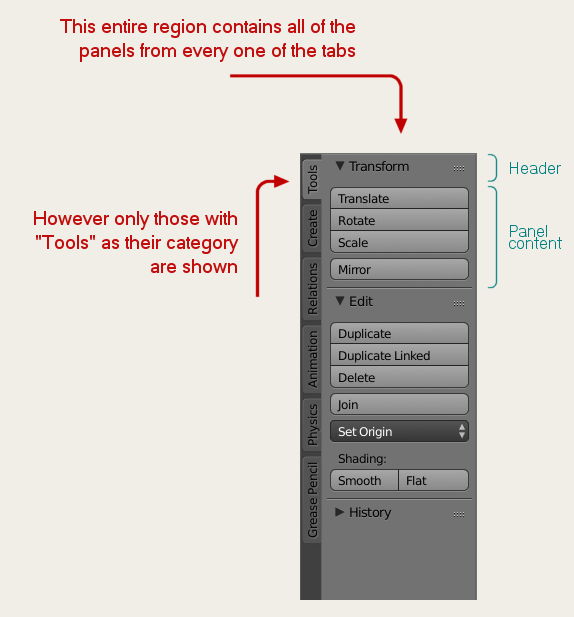 This entire region contains all of the
panels from every one of the tabs
However only those with
"Tools" as their category
are shown
Tools
Create
Relations
Animation
Physics
Grease Pencil
Transform
Translate
Rotate
Scale
Mirror
Edit
Duplicate
Duplicate Linked
Delete
Join
Set Origin
Shading:
Smooth Flat
History
Header
Panel
content